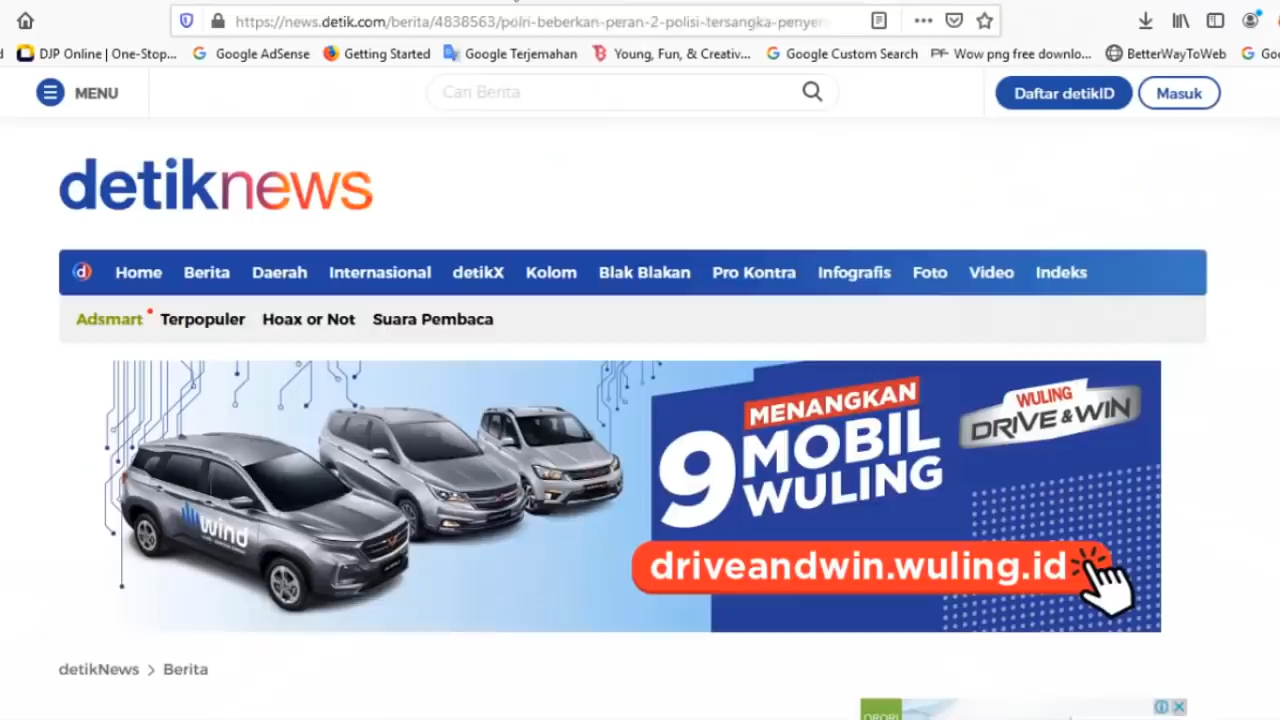 https://news.detik.com/berita/4838563/polri-beberkan-peran-2-polisi-tersangka-penyer
DJP Online | One-Stop... Google AdSense Getting Started Google Terjemahan Young, Fun, & Creativ... Google Custom Search Wow png free downlo... BetterWayToWeb
MENU Cari Berita Daftar detikID Masuk
detiknews
Home Berita Daerah Internasional detikX Kolom Blak Blakan Pro Kontra Infografis Foto Video Indeks
Adsmart Terpopuler Hoax or Not Suara Pembaca
MENANGKAN
9 MOBIL
WULING
WULING
DRIVE & WIN
wind
driveandwin.wuling.id
detikNews > Berita